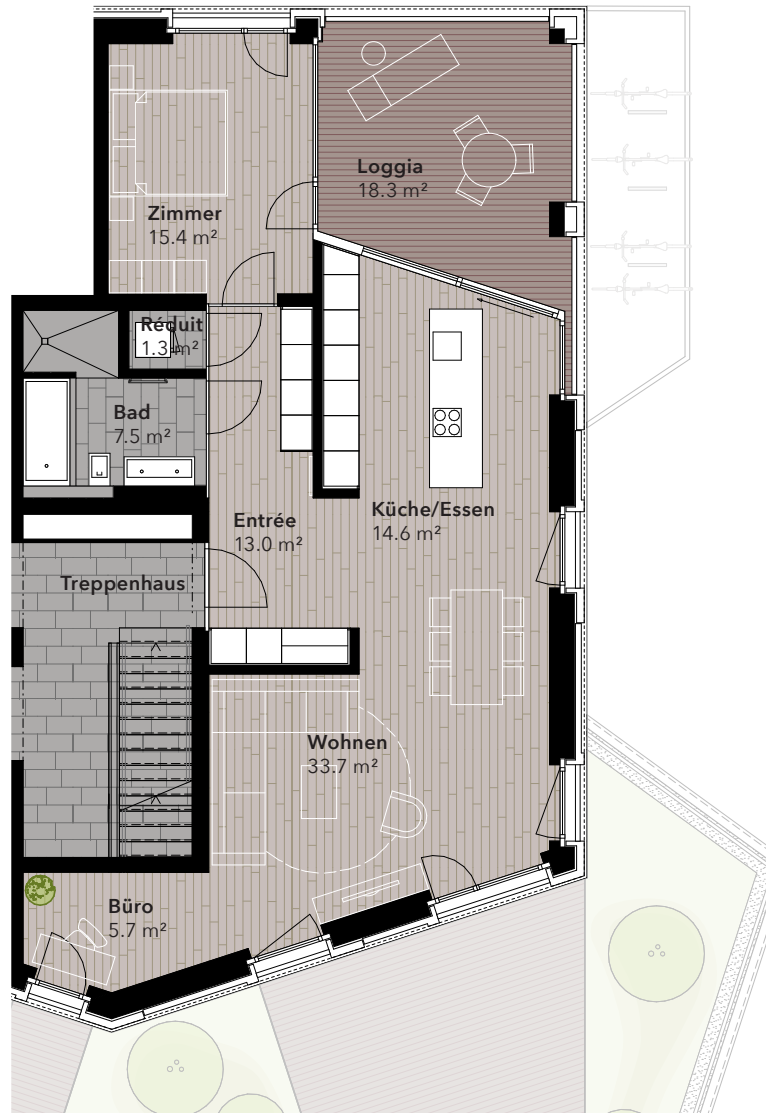 Loggia
18.3 m²
Zimmer
15.4 m²
Réduit
1.3 m²
Bad
7.5 m²
Entrée
13.0 m²
Küche/Essen
14.6 m²
Treppenhaus
Wohnen
33.7 m²
Büro
5.7 m²